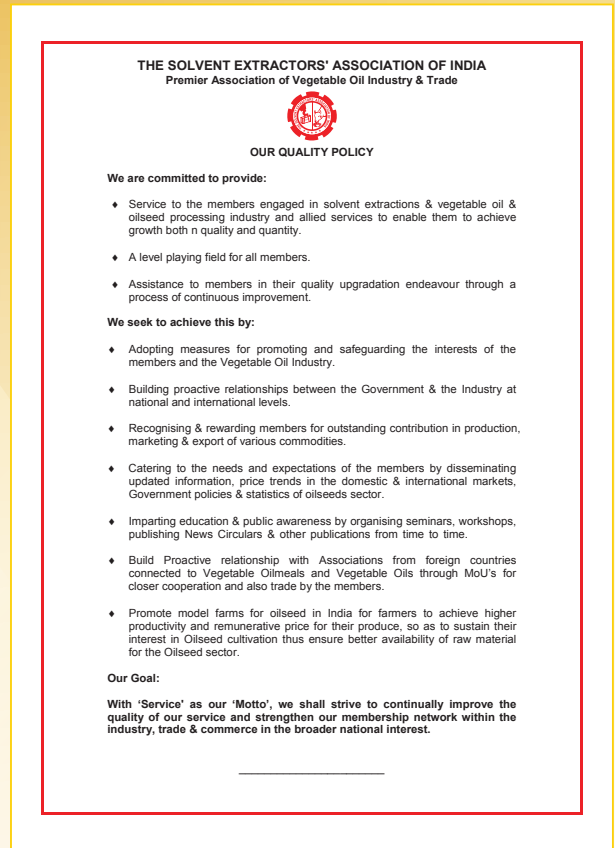 THE SOLVENT EXTRACTORS' ASSOCIATION OF INDIA
Premier Association of Vegetable Oil Industry & Trade
OUR QUALITY POLICY
We are committed to provide:
♦ Service to the members engaged in solvent extractions & vegetable oil &
oilseed processing industry and allied services to enable them to achieve
growth both n quality and quantity.
♦ A level playing field for all members.
♦ Assistance to members in their quality upgradation endeavour through a
process of continuous improvement.
We seek to achieve this by:
♦ Adopting measures for promoting and safeguarding the interests of the
members and the Vegetable Oil Industry.
♦ Building proactive relationships between the Government & the Industry at
national and international levels.
♦ Recognising & rewarding members for outstanding contribution in production,
marketing & export of various commodities.
♦ Catering to the needs and expectations of the members by disseminating
updated information, price trends in the domestic & international markets,
Government policies & statistics of oilseeds sector.
♦ Imparting education & public awareness by organising seminars, workshops,
publishing News Circulars & other publications from time to time.
♦ Build Proactive relationship with Associations from foreign countries
connected to Vegetable Oilmeals and Vegetable Oils through MoU's for
closer cooperation and also trade by the members.
♦ Promote model farms for oilseed in India for farmers to achieve higher
productivity and remunerative price for their produce, so as to sustain their
interest in Oilseed cultivation thus ensure better availability of raw material
for the Oilseed sector.
Our Goal:
With ‘Service' as our ‘Motto’, we shall strive to continually improve the
quality of our service and strengthen our membership network within the
industry, trade & commerce in the broader national interest.